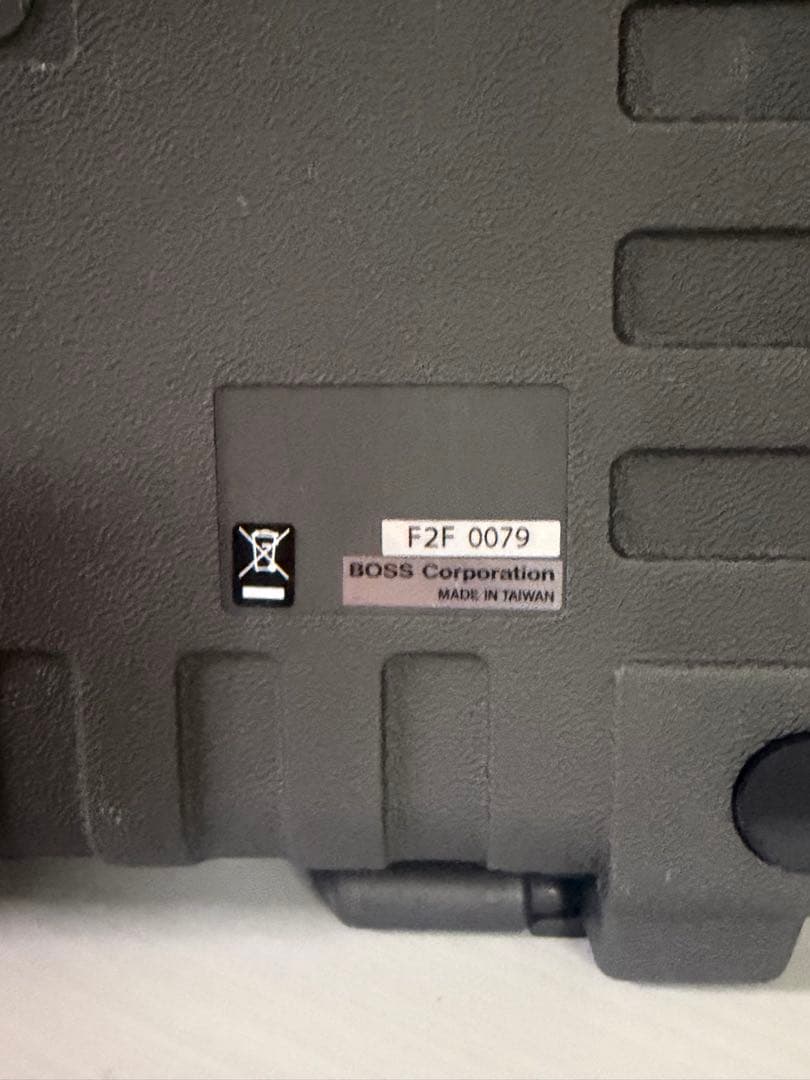 F2F 0079
BOSS Corporation
MADE IN TAIWAN